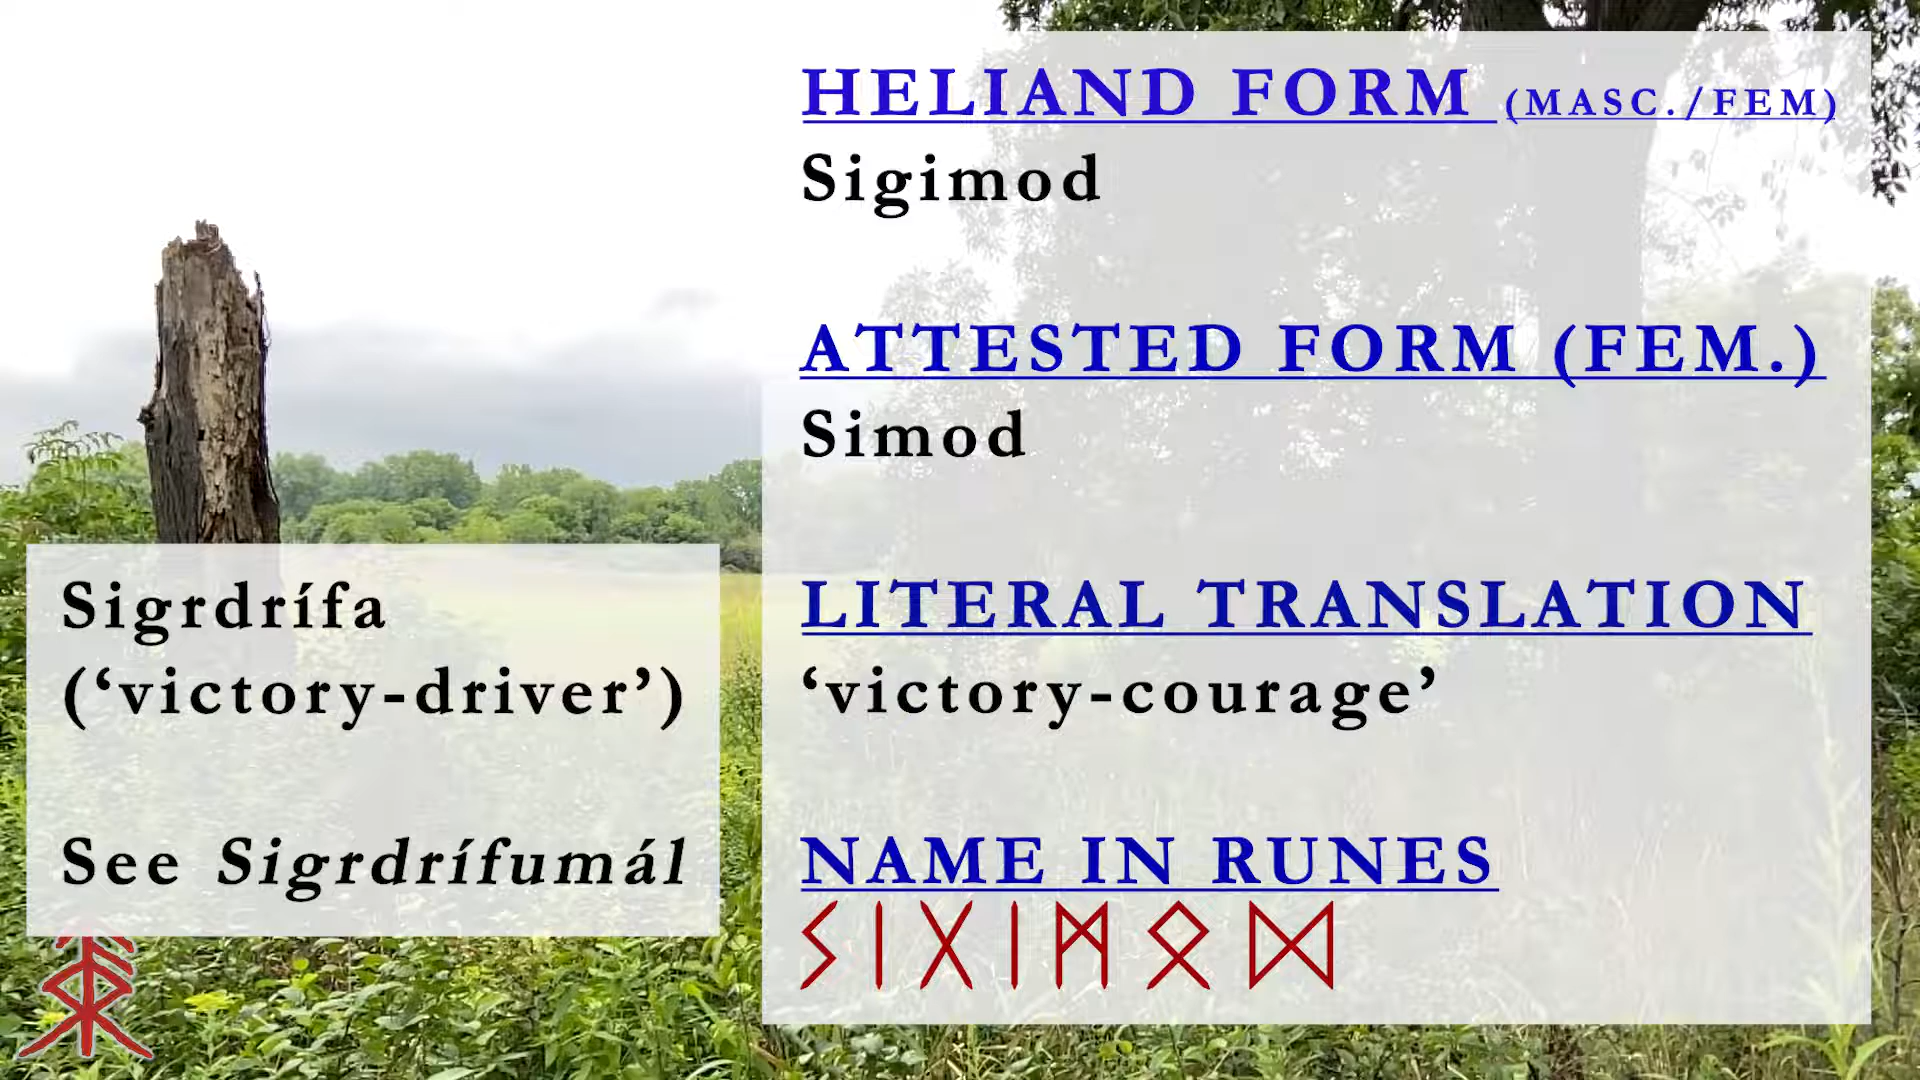 HELIAND FORM (MASC./FEM)
Sigimod
ATTESTED FORM (FEM.)
Simod
LITERAL TRANSLATION
‘victory-courage’
NAME IN RUNES
ᛊᛁᚷᛁᛗᛟᛞ
Sigrdrífa
(‘victory-driver’)
See Sigrdrífumál